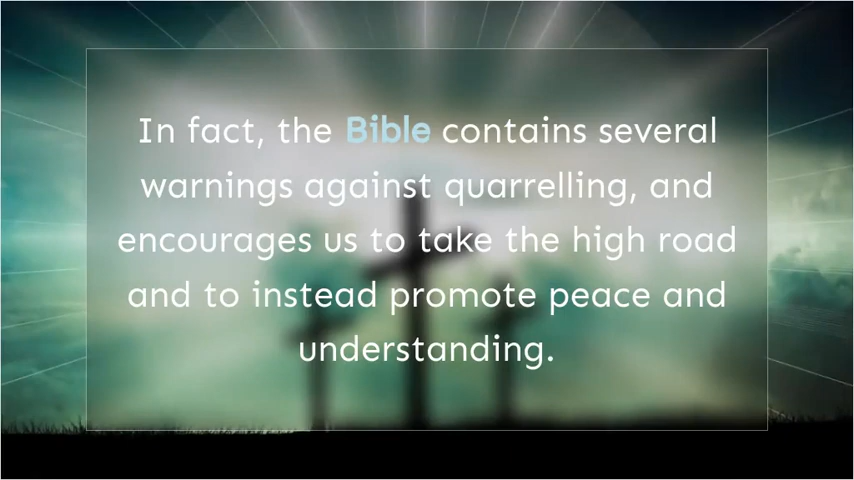 In fact, the Bible contains several
warnings against quarrelling, and
encourages us to take the high road
and to instead promote peace and
understanding.